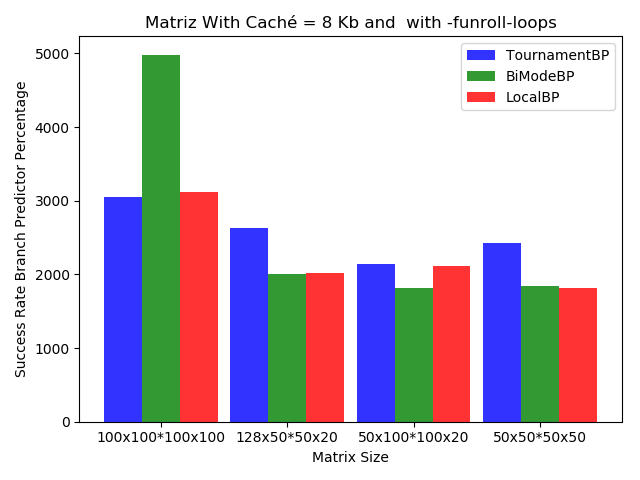 Matriz With Caché = 8 Kb and  with -funroll-loops
TournamentBP
BiModeBP
LocalBP
Success Rate Branch Predictor Percentage
5000
4000
3000
2000
1000
0
100x100*100x100
128x50*50x20
50x100*100x20
50x50*50x50
Matrix Size